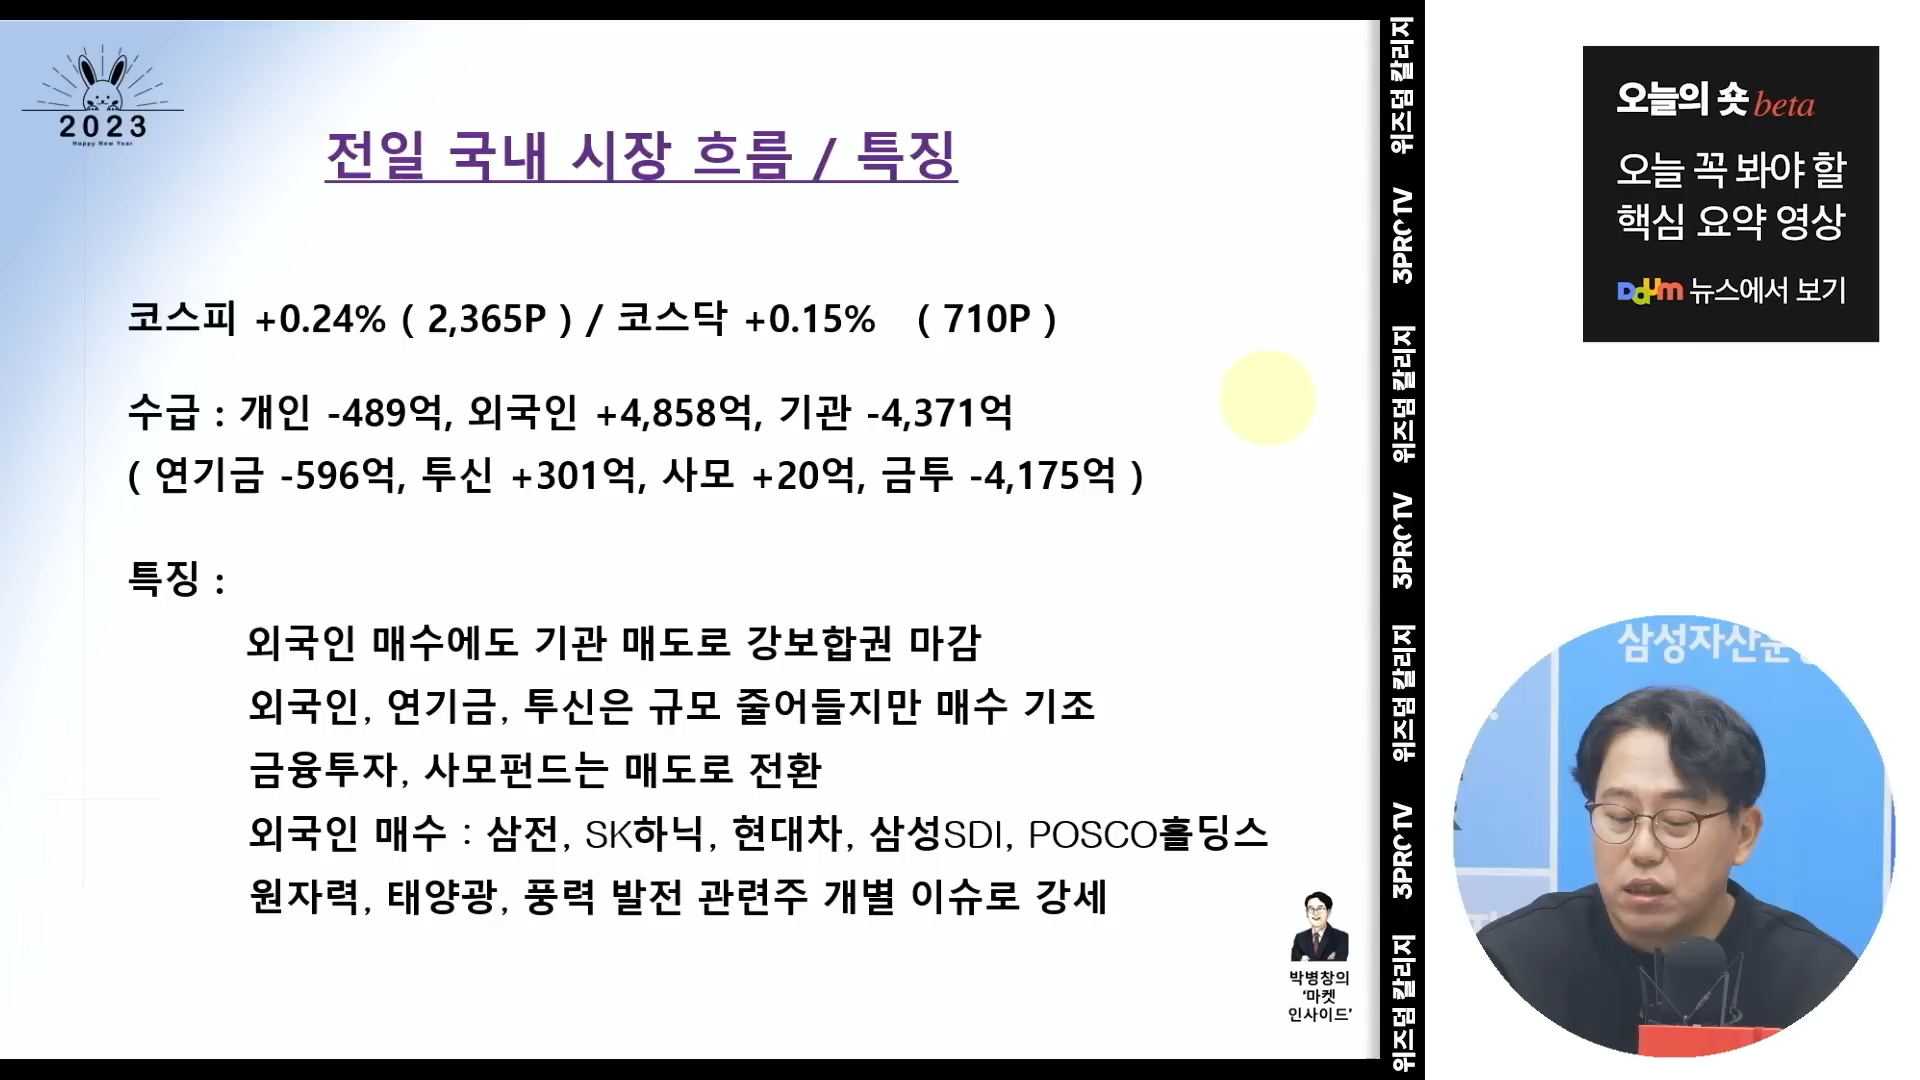 2023
Happy New Year
전일 국내 시장 흐름 / 특징
코스피 +0.24% ( 2,365P ) / 코스닥 +0.15% ( 710P )
수급 : 개인 -489억, 외국인 +4,858억, 기관 -4,371억
( 연기금 -596억, 투신 +301억, 사모 +20억, 금투 -4,175억 )
특징 :
외국인 매수에도 기관 매도로 강보합권 마감
외국인, 연기금, 투신은 규모 줄어들지만 매수 기조
금융투자, 사모펀드는 매도로 전환
외국인 매수 : 삼전, SK하닉, 현대차, 삼성SDI, POSCO홀딩스
원자력, 태양광, 풍력 발전 관련주 개별 이슈로 강세
박병창의
‘마켓
인사이드’
위즈덤 칼리지
3PROTV
위즈덤 칼리지
3PROTV
위즈덤 칼리지
3PROTV
위즈덤 칼리지
오늘의 숏 beta
오늘 꼭 봐야 할
핵심 요약 영상
Daum 뉴스에서 보기
삼성자산운